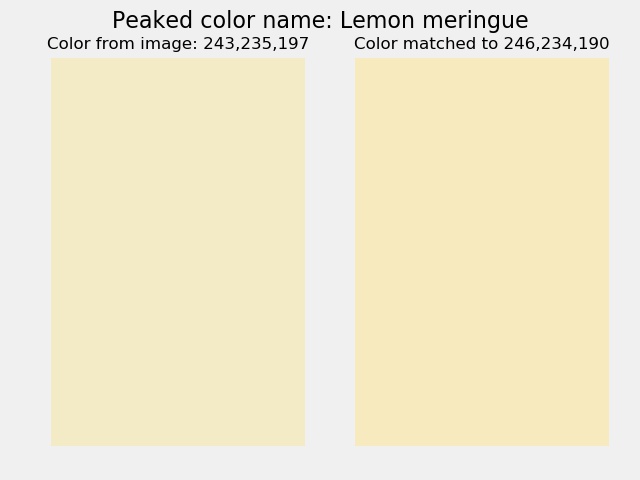 Peaked color name: Lemon meringue
Color from image: 243,235,197
Color matched to 246,234,190